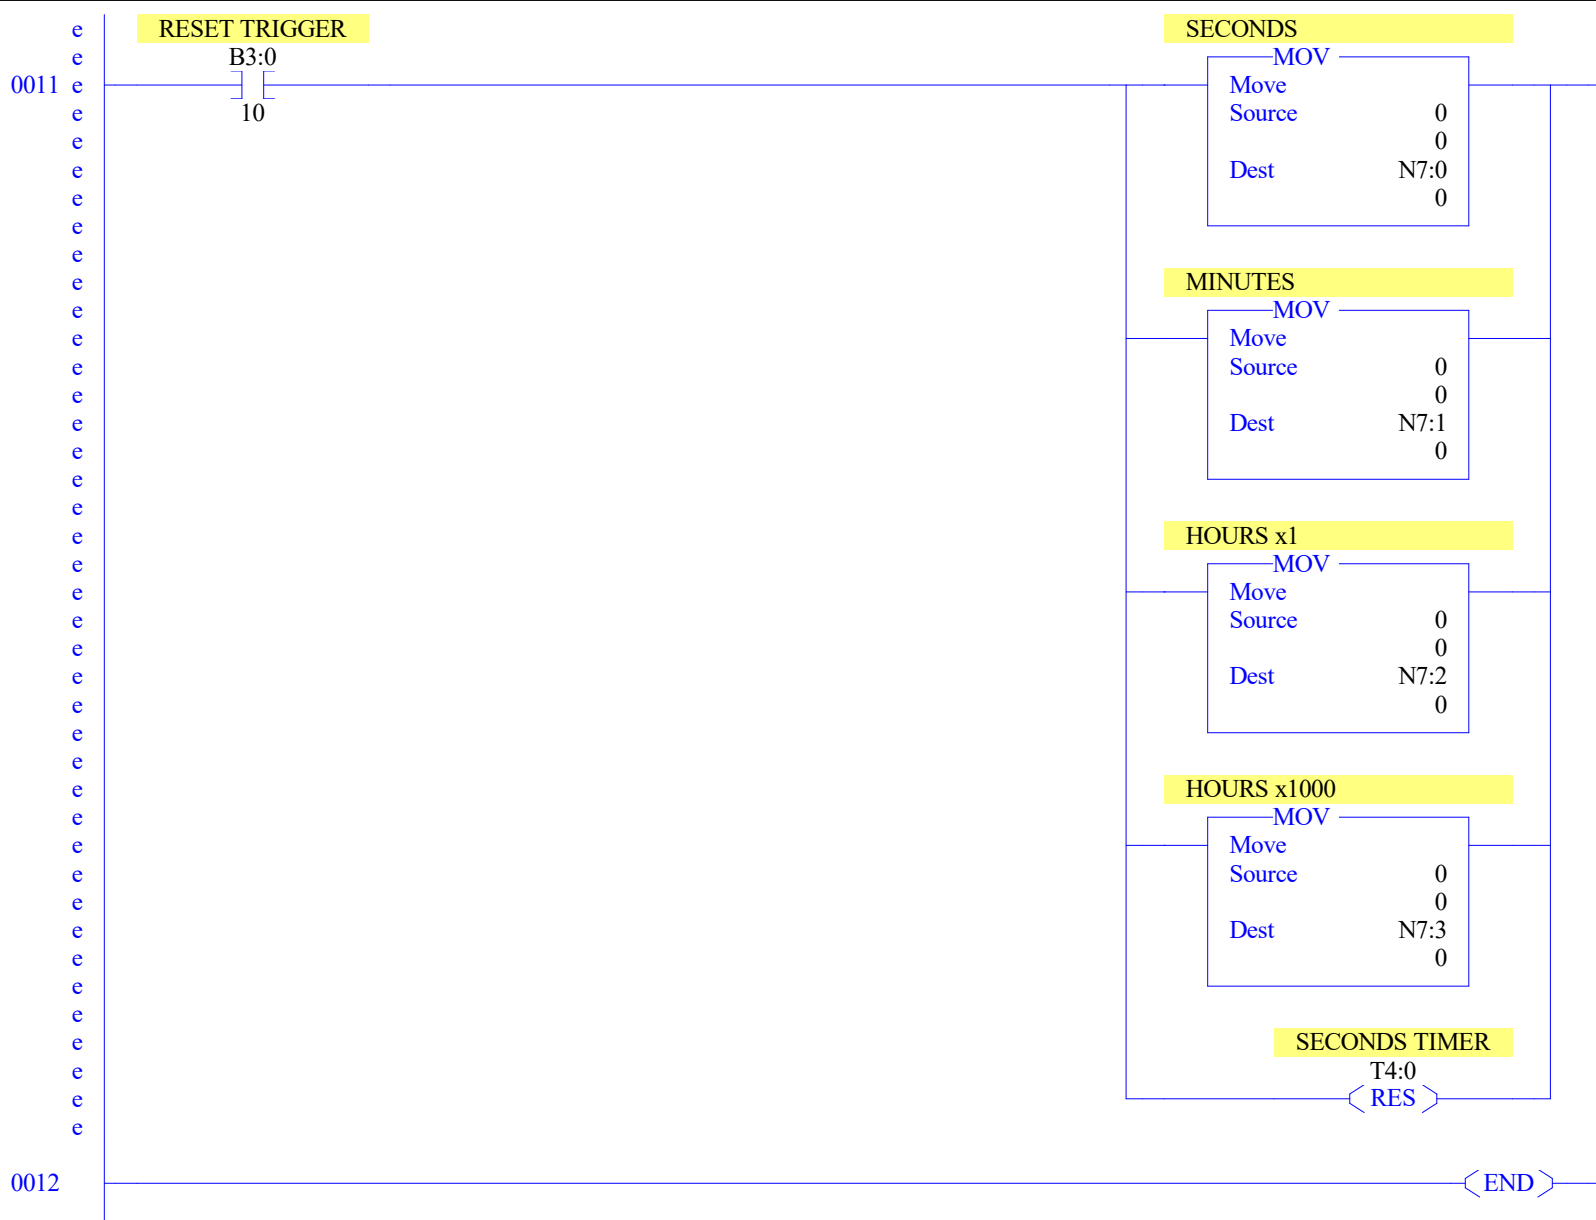 e RESET TRIGGER SECONDS
e B3:0 MOV
0011 e Move
e 10 Source 0
e 0
e Dest N7:0
e 0
e
e
e MINUTES
e MOV
e Move
e Source 0
e 0
e Dest N7:1
e 0
e
e
e HOURS x1
e MOV
e Move
e Source 0
e 0
e Dest N7:2
e 0
e
e
e HOURS x1000
e MOV
e Move
e Source 0
e 0
e Dest N7:3
e 0
e
e
e SECONDS TIMER
e T4:0
e RES
e
0012 END